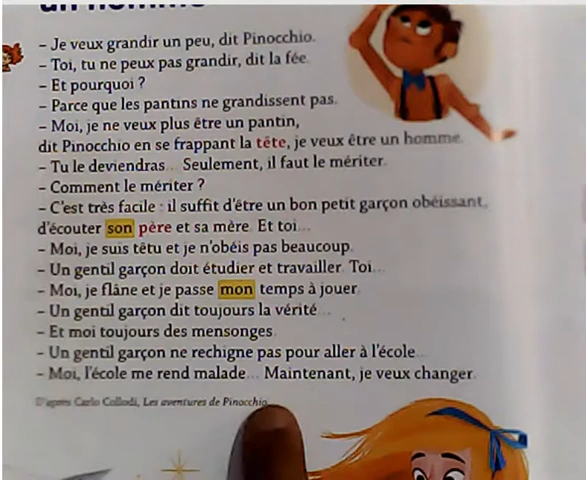 un homme
– Je veux grandir un peu, dit Pinocchio.
– Toi, tu ne peux pas grandir, dit la fée.
– Et pourquoi ?
– Parce que les pantins ne grandissent pas.
– Moi, je ne veux plus être un pantin,
dit Pinocchio en se frappant la tête, je veux être un homme.
– Tu le deviendras... Seulement, il faut le mériter.
– Comment le mériter ?
– C'est très facile : il suffit d'être un bon petit garçon obéissant,
d'écouter son père et sa mère. Et toi...
– Moi, je suis têtu et je n'obéis pas beaucoup.
– Un gentil garçon doit étudier et travailler. Toi...
– Moi, je flâne et je passe mon temps à jouer.
– Un gentil garçon dit toujours la vérité...
– Et moi toujours des mensonges.
– Un gentil garçon ne rechigne pas pour aller à l'école...
– Moi, l'école me rend malade... Maintenant, je veux changer.
D'après Carlo Collodi, Les aventures de Pinocchio.